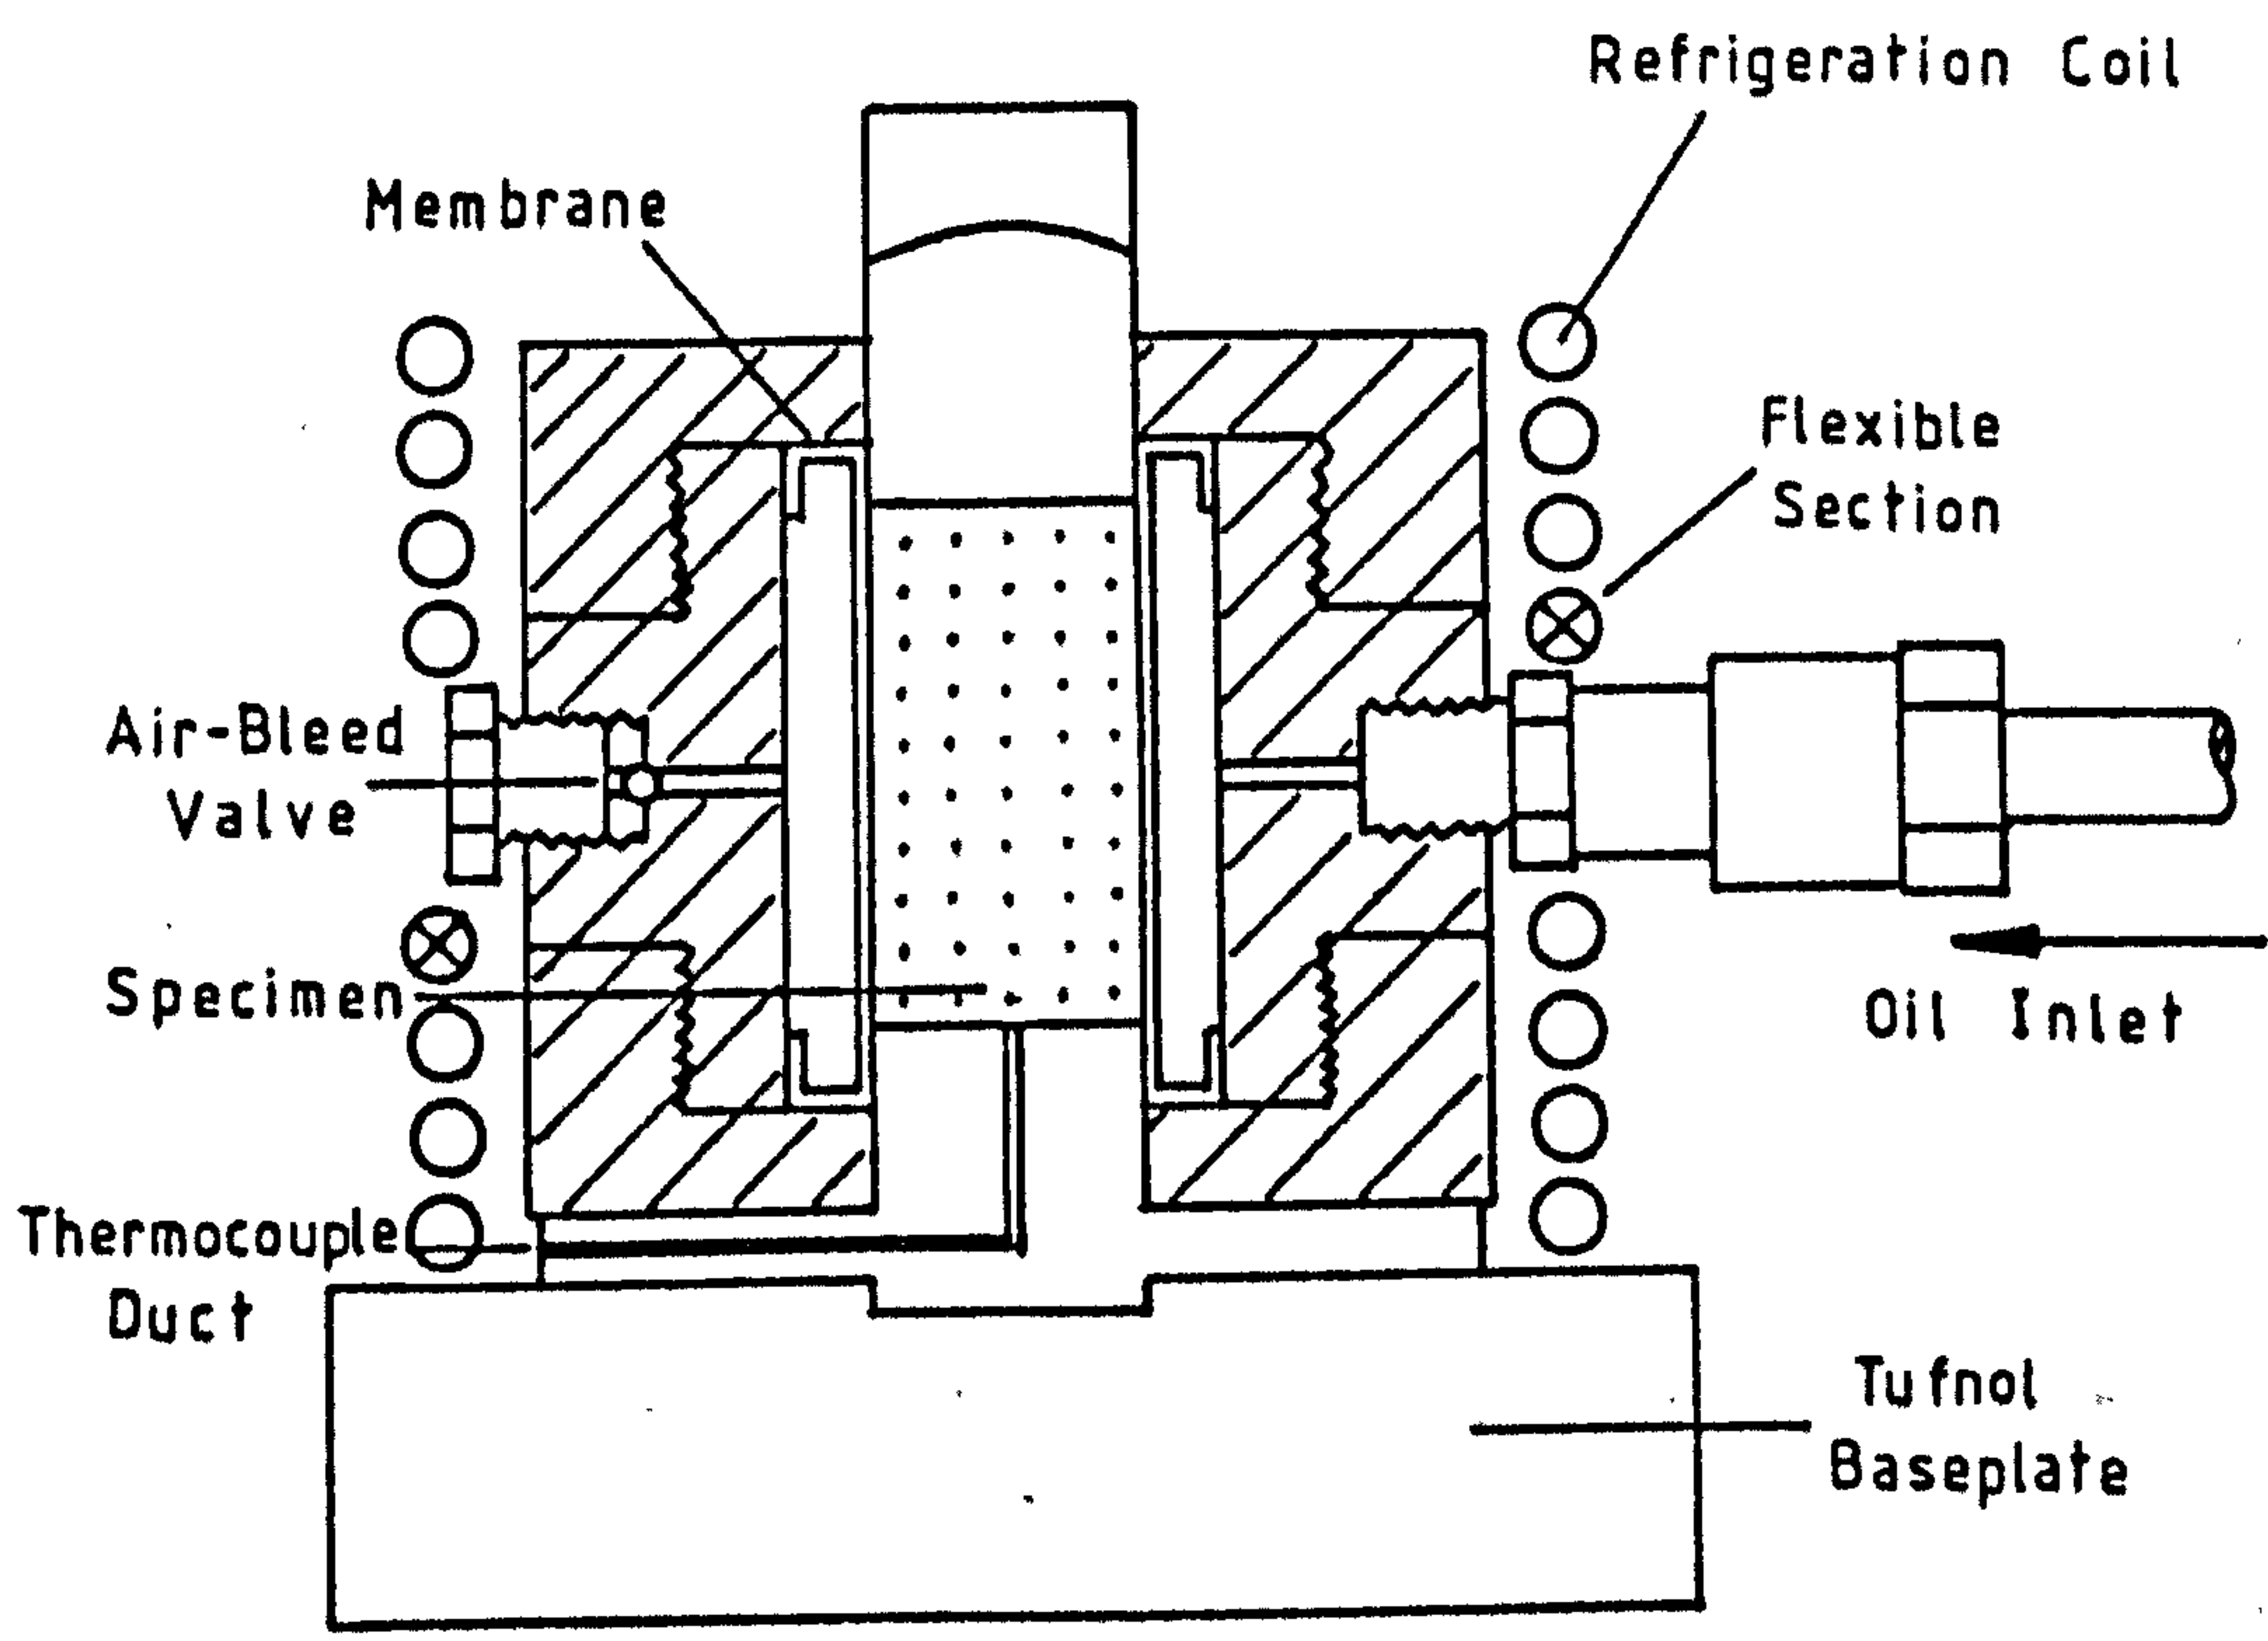 Refrigeration Coil
Membrane
Flexible
Section
Air-Bleed
Valve
Specimen
Oil Inlet
Thermocouple
Duct
Tufnol
Baseplate